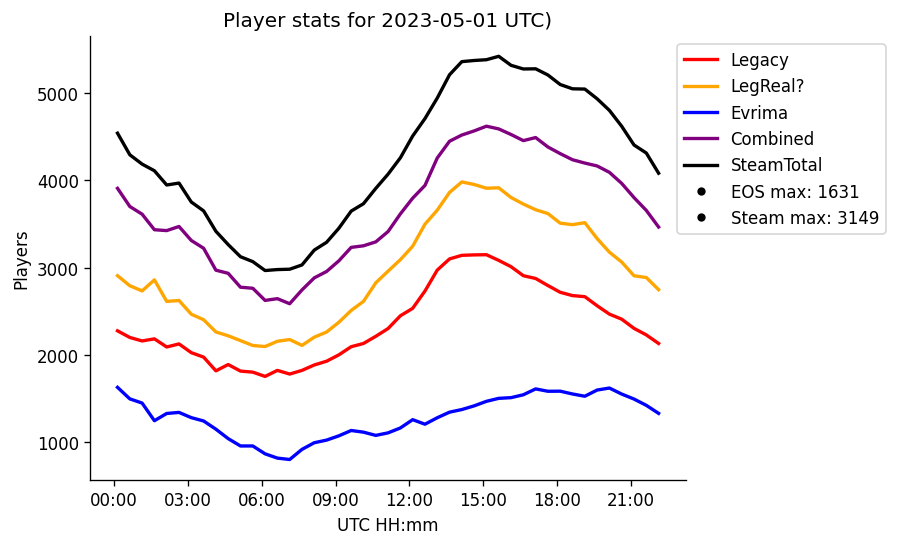 Player stats for 2023-05-01 UTC)
Legacy
LegReal?
Evrima
Combined
SteamTotal
EOS max: 1631
Steam max: 3149
Players
5000
4000
3000
2000
1000
00:00 03:00 06:00 09:00 12:00 15:00 18:00 21:00
UTC HH:mm